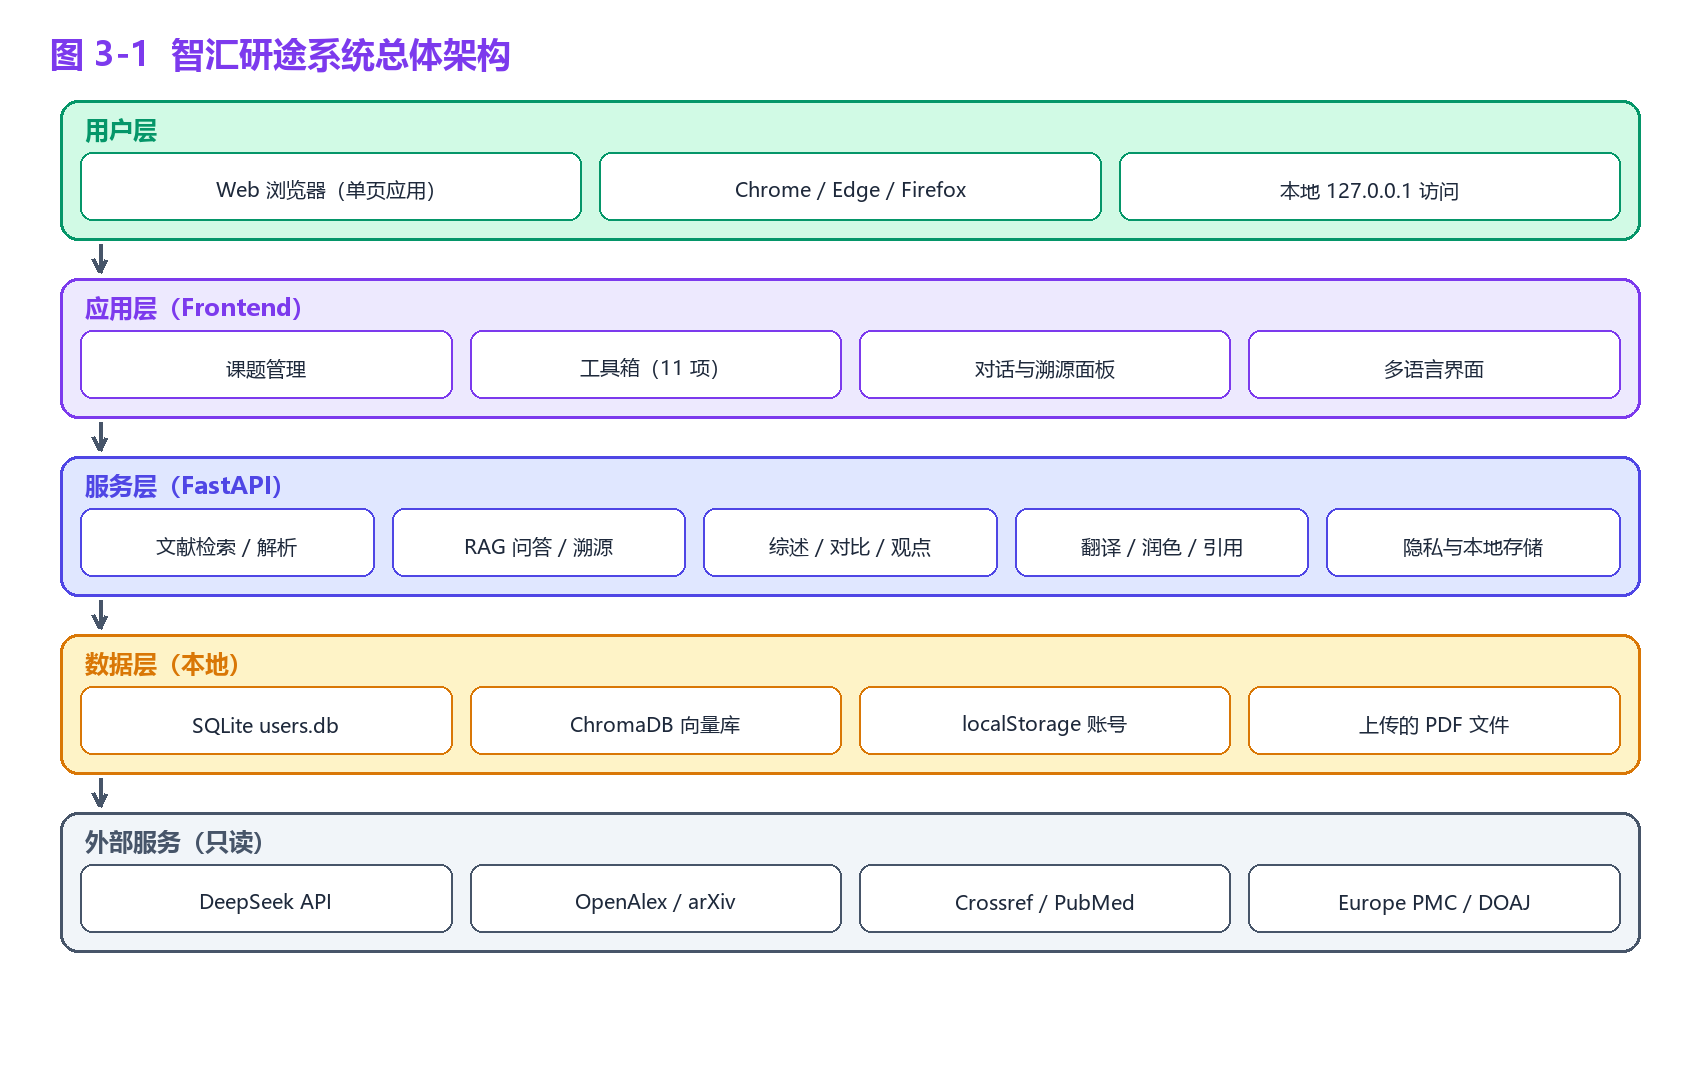 图 3-1 智汇研途系统总体架构
用户层
Web 浏览器（单页应用）
Chrome / Edge / Firefox
本地 127.0.0.1 访问
应用层（Frontend）
课题管理
工具箱（11 项）
对话与溯源面板
多语言界面
服务层（FastAPI）
文献检索 / 解析
RAG 问答 / 溯源
综述 / 对比 / 观点
翻译 / 润色 / 引用
隐私与本地存储
数据层（本地）
SQLite users.db
ChromaDB 向量库
localStorage 账号
上传的 PDF 文件
外部服务（只读）
DeepSeek API
OpenAlex / arXiv
Crossref / PubMed
Europe PMC / DOAJ